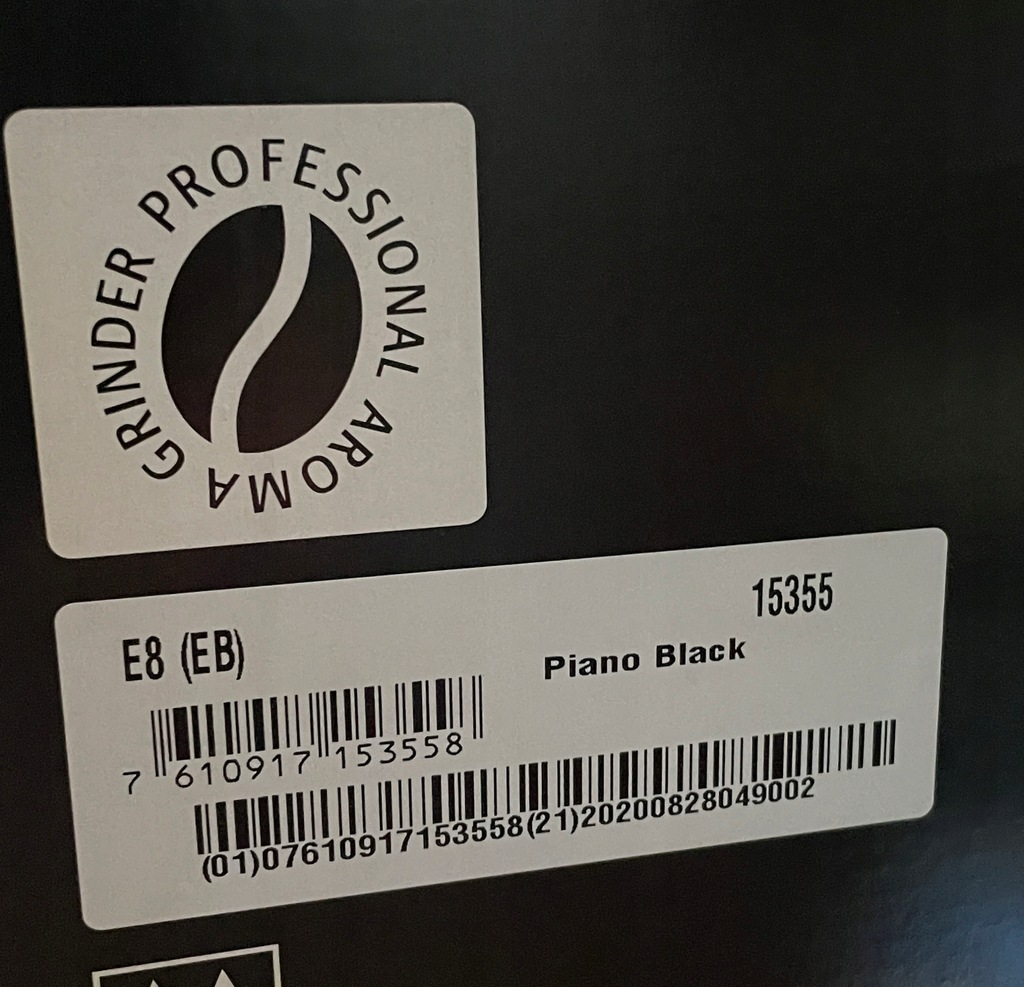 GRINDER PROFESSIONAL AROMA
15355
E8 (EB)
Piano Black
7 610917 153558
(01)07610917153558(21)20200828049002